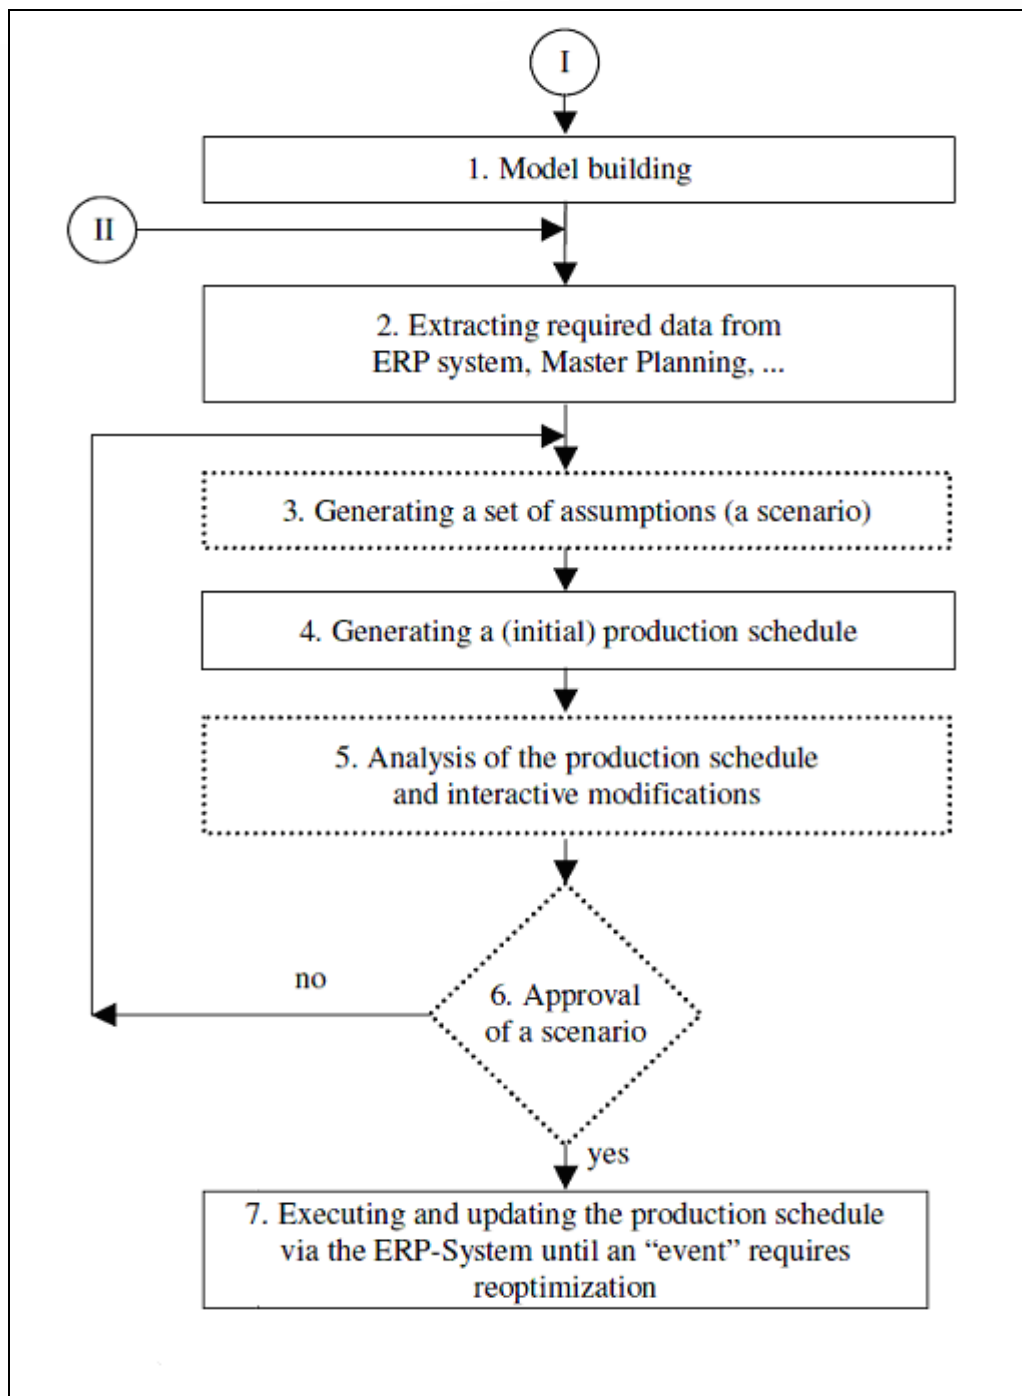 I
1. Model building
II
2. Extracting required data from
ERP system, Master Planning, ...
3. Generating a set of assumptions (a scenario)
4. Generating a (initial) production schedule
5. Analysis of the production schedule
and interactive modifications
no
6. Approval
of a scenario
yes
7. Executing and updating the production schedule
via the ERP-System until an “event” requires
reoptimization